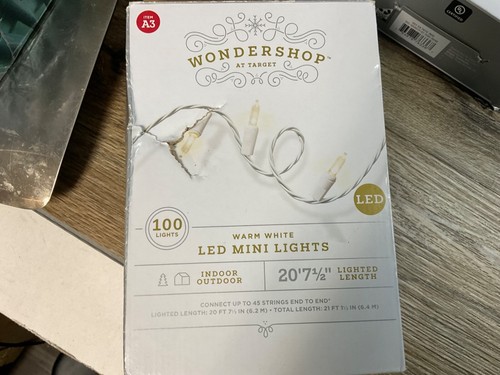 ITEM
A3
WONDERSHOP™
AT TARGET
LED
100
LIGHTS
WARM WHITE
LED MINI LIGHTS
INDOOR
OUTDOOR
20'7½" LIGHTED
LENGTH
CONNECT UP TO 45 STRINGS END TO END*
LIGHTED LENGTH: 20 FT 7½ IN (6.2 M) • TOTAL LENGTH: 21 FT 1½ IN (6.4 M)